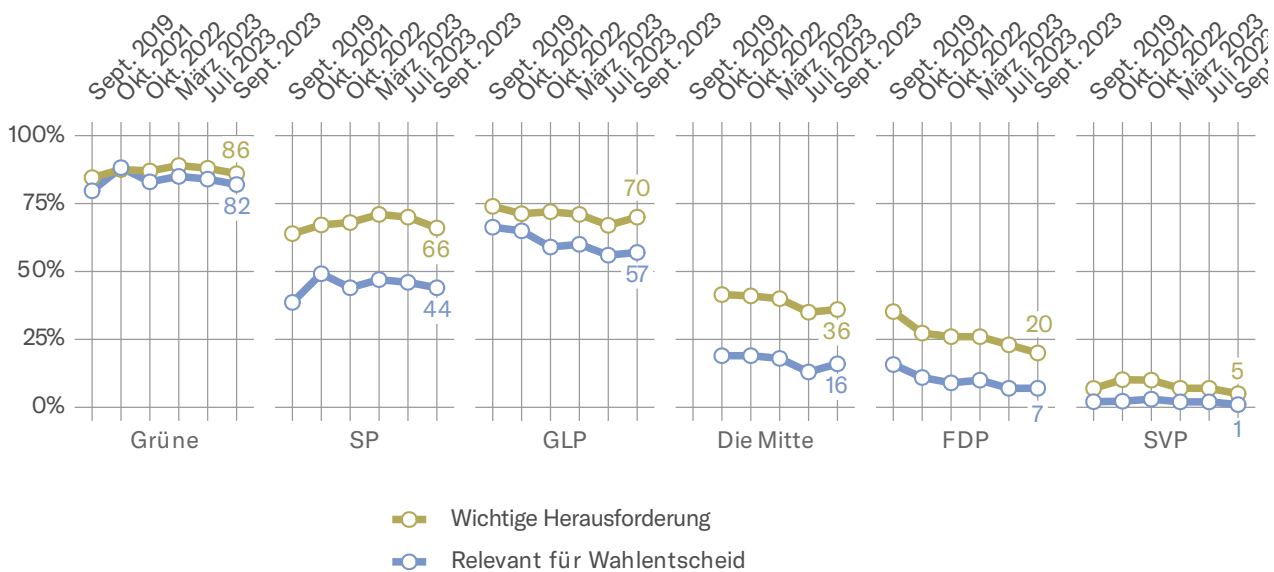 Sept. 2019 Okt. 2021 Okt. 2022 März. 2023 Juli 2023 Sept. 2023
Sept. 2019 Okt. 2021 Okt. 2022 März. 2023 Juli 2023 Sept. 2023
Sept. 2019 Okt. 2021 Okt. 2022 März. 2023 Juli 2023 Sept. 2023
Sept. 2019 Okt. 2021 Okt. 2022 März. 2023 Juli 2023 Sept. 2023
Sept. 2019 Okt. 2021 Okt. 2022 März. 2023 Juli 2023 Sept. 2023
Sept. 2019 Okt. 2021 Okt. 2022 März. 2023 Juli 2023 Sept.
100%
75%
50%
25%
0%
86
82
66
44
70
57
36
16
20
7
5
1
Grüne
SP
GLP
Die Mitte
FDP
SVP
Wichtige Herausforderung
Relevant für Wahlentscheid